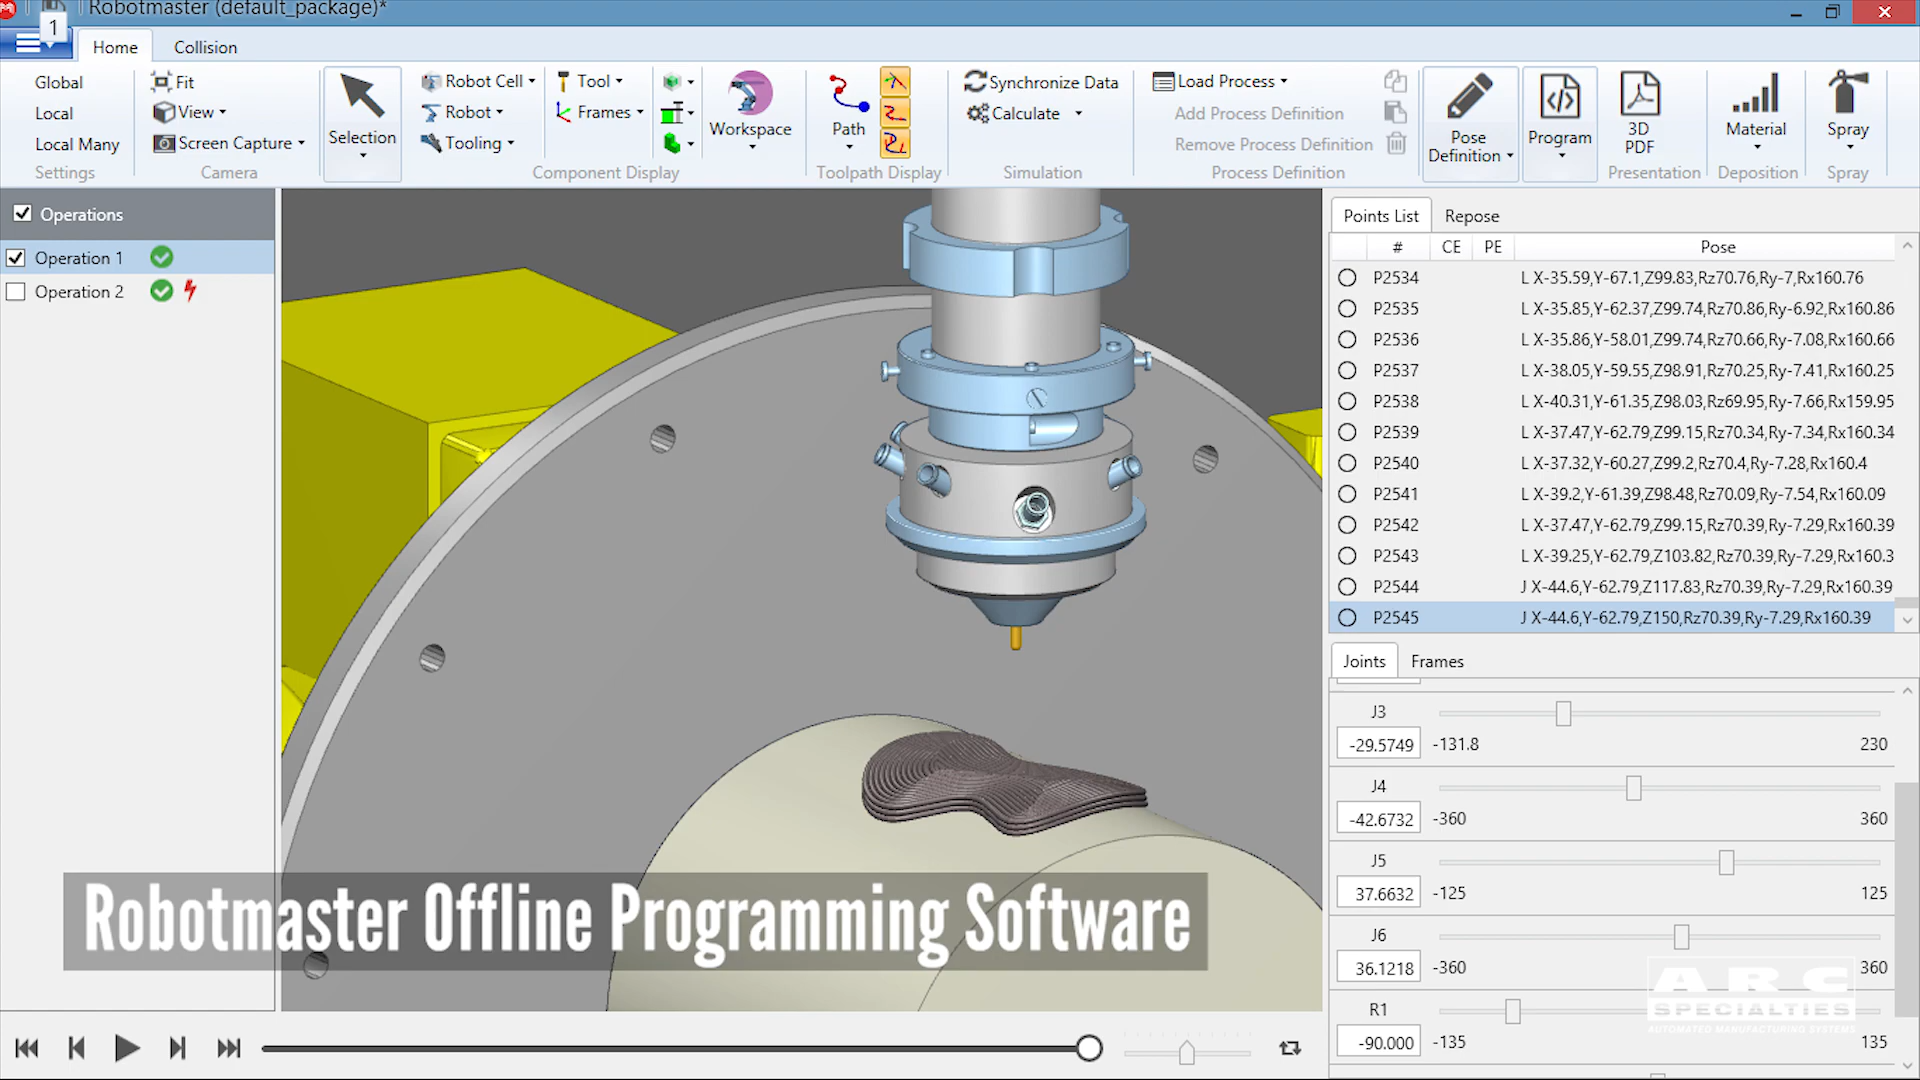 Robotmaster (default_package)*
1
Home
Collision
Global
Local
Local Many
Settings
Fit
View
Screen Capture
Camera
Selection
Robot Cell
Robot
Tooling
Tool
Frames
Component Display
Workspace
Path
Toolpath Display
Synchronize Data
Calculate
Simulation
Load Process
Add Process Definition
Remove Process Definition
Process Definition
Pose
Definition
Program
3D
PDF
Presentation
Material
Deposition
Spray
Spray
Operations
Operation 1
Operation 2
Points List
Repose
# CE PE Pose
P2534 L X-35.59,Y-67.1,Z99.83,Rz70.76,Ry-7,Rx160.76
P2535 L X-35.85,Y-62.37,Z99.74,Rz70.86,Ry-6.92,Rx160.86
P2536 L X-35.86,Y-58.01,Z99.74,Rz70.66,Ry-7.08,Rx160.66
P2537 L X-38.05,Y-59.55,Z98.91,Rz70.25,Ry-7.41,Rx160.25
P2538 L X-40.31,Y-61.35,Z98.03,Rz69.95,Ry-7.66,Rx159.95
P2539 L X-37.47,Y-62.79,Z99.15,Rz70.34,Ry-7.34,Rx160.34
P2540 L X-37.32,Y-60.27,Z99.2,Rz70.4,Ry-7.28,Rx160.4
P2541 L X-39.2,Y-61.39,Z98.48,Rz70.09,Ry-7.54,Rx160.09
P2542 L X-37.47,Y-62.79,Z99.15,Rz70.39,Ry-7.29,Rx160.39
P2543 L X-39.25,Y-62.79,Z103.82,Rz70.39,Ry-7.29,Rx160.3
P2544 J X-44.6,Y-62.79,Z117.83,Rz70.39,Ry-7.29,Rx160.39
P2545 J X-44.6,Y-62.79,Z150,Rz70.39,Ry-7.29,Rx160.39
Joints
Frames
J3
-29.5749 -131.8 230
J4
-42.6732 -360 360
J5
37.6632 -125 125
J6
36.1218 -360 360
R1
-90.000 -135 135
Robotmaster Offline Programming Software
ARC
SPECIALTIES
AUTOMATED MANUFACTURING SYSTEMS